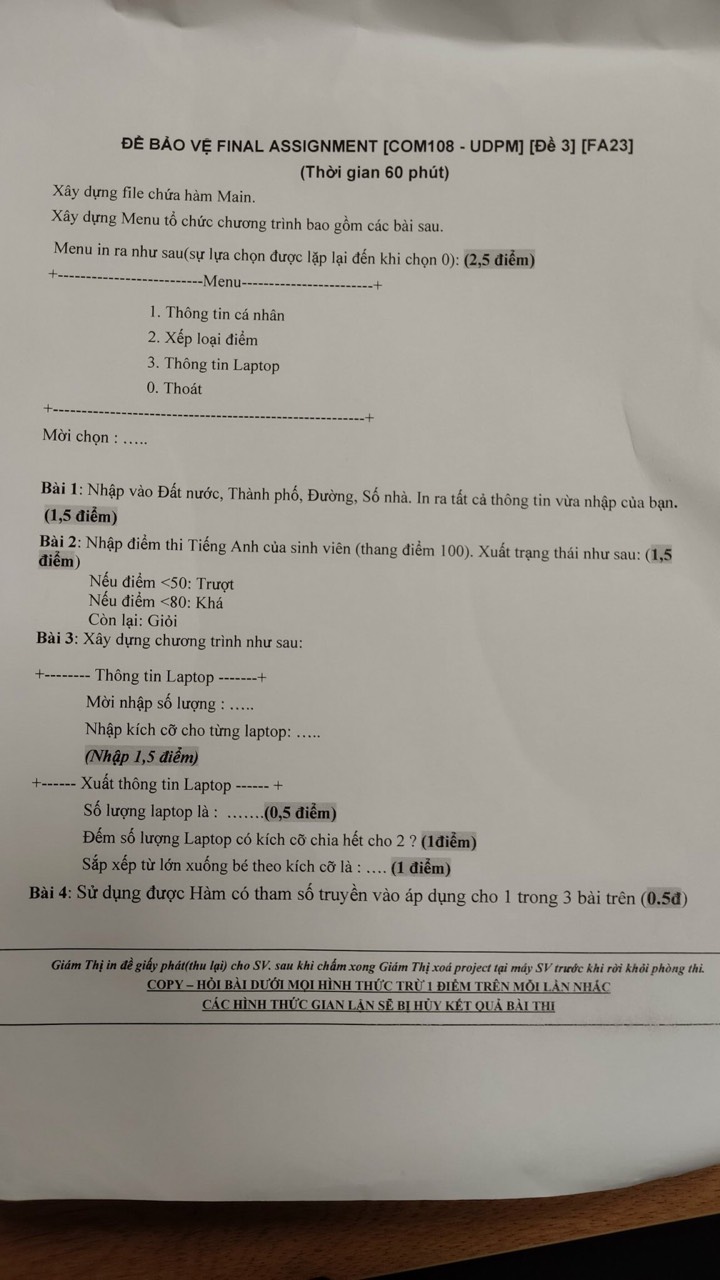 ĐỀ BẢO VỆ FINAL ASSIGNMENT [COM108 - UDPM] [Đề 3] [FA23]
(Thời gian 60 phút)
Xây dựng file chứa hàm Main.
Xây dựng Menu tổ chức chương trình bao gồm các bài sau.
Menu in ra như sau(sự lựa chọn được lặp lại đến khi chọn 0): (2,5 điểm)
+--------------------------Menu------------------------+
1. Thông tin cá nhân
2. Xếp loại điểm
3. Thông tin Laptop
0. Thoát
+--------------------------------------------------------+
Mời chọn : …..
Bài 1: Nhập vào Đất nước, Thành phố, Đường, Số nhà. In ra tất cả thông tin vừa nhập của bạn.
(1,5 điểm)
Bài 2: Nhập điểm thi Tiếng Anh của sinh viên (thang điểm 100). Xuất trạng thái như sau: (1,5
điểm)
Nếu điểm <50: Trượt
Nếu điểm <80: Khá
Còn lại: Giỏi
Bài 3: Xây dựng chương trình như sau:
+-------- Thông tin Laptop -------+
Mời nhập số lượng : …..
Nhập kích cỡ cho từng laptop: …..
(Nhập 1,5 điểm)
+------ Xuất thông tin Laptop ------ +
Số lượng laptop là : …….(0,5 điểm)
Đếm số lượng Laptop có kích cỡ chia hết cho 2 ? (1điểm)
Sắp xếp từ lớn xuống bé theo kích cỡ là : …. (1 điểm)
Bài 4: Sử dụng được Hàm có tham số truyền vào áp dụng cho 1 trong 3 bài trên (0.5đ)
Giám Thị in đề giấy phát(thu lại) cho SV. sau khi chấm xong Giám Thị xoá project tại máy SV trước khi rời khỏi phòng thi.
COPY – HỎI BÀI DƯỚI MỌI HÌNH THỨC TRỪ 1 ĐIỂM TRÊN MỖI LẦN NHẮC
CÁC HÌNH THỨC GIAN LẬN SẼ BỊ HỦY KẾT QUẢ BÀI THI